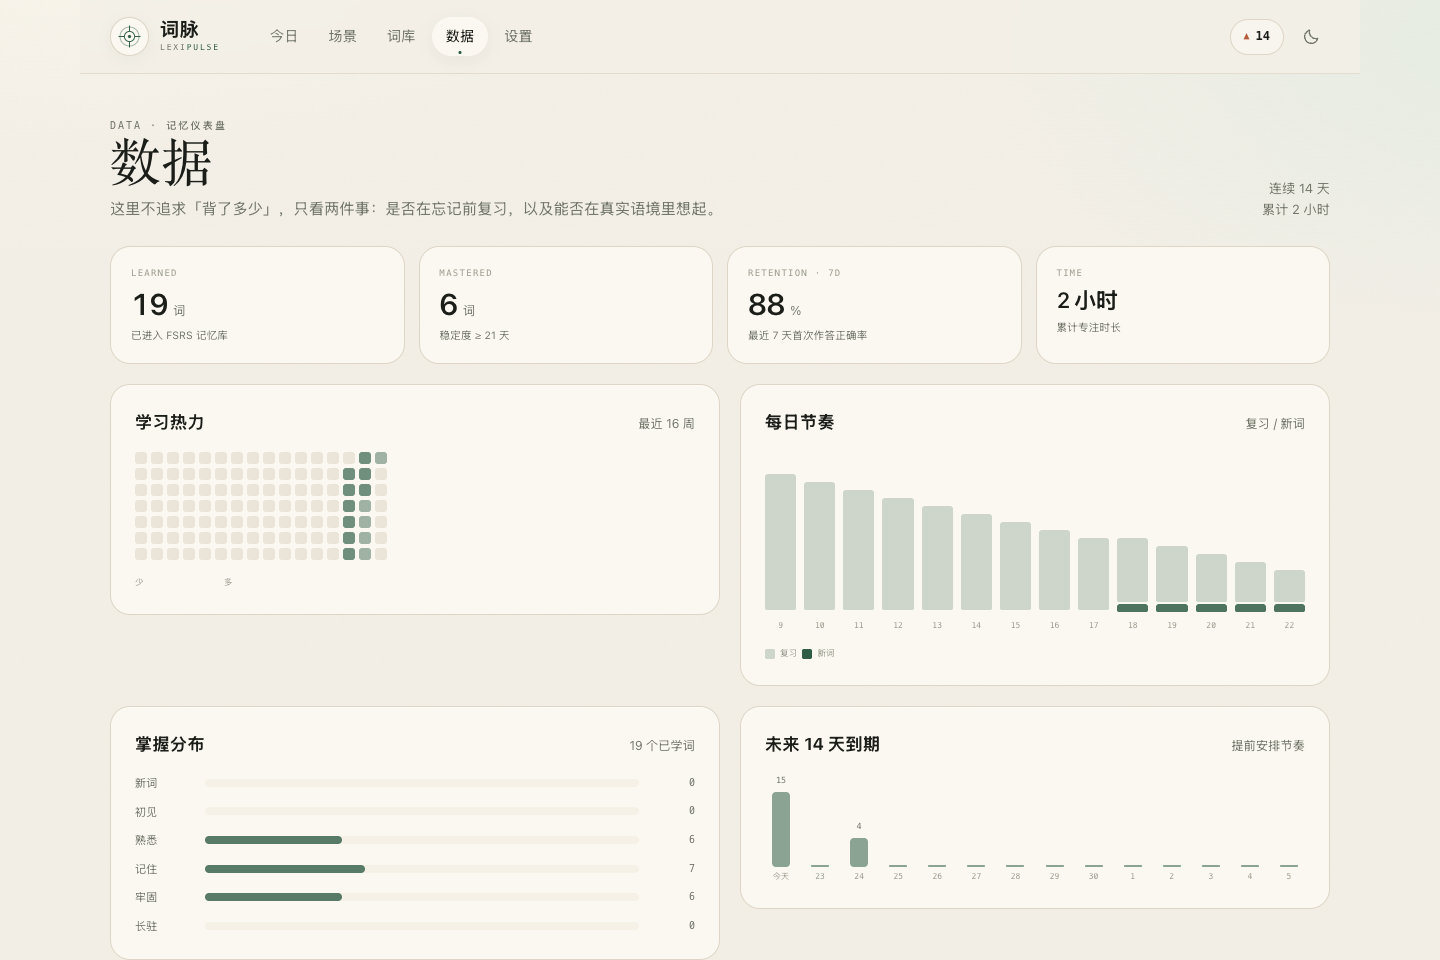 词脉
LEXIPULSE
今日 场景 词库 数据 设置
▲ 14
DATA · 记忆仪表盘
数据
这里不追求「背了多少」，只看两件事：是否在忘记前复习，以及能否在真实语境里想起。
连续 14 天
累计 2 小时
LEARNED
19 词
已进入 FSRS 记忆库
MASTERED
6 词
稳定度 ≥ 21 天
RETENTION · 7D
88 %
最近 7 天首次作答正确率
TIME
2 小时
累计专注时长
学习热力
最近 16 周
少 多
每日节奏
复习 / 新词
9 10 11 12 13 14 15 16 17 18 19 20 21 22
复习 新词
掌握分布
19 个已学词
新词 0
初见 0
熟悉 6
记住 7
牢固 6
长驻 0
未来 14 天到期
提前安排节奏
15
4
今天 23 24 25 26 27 28 29 30 1 2 3 4 5